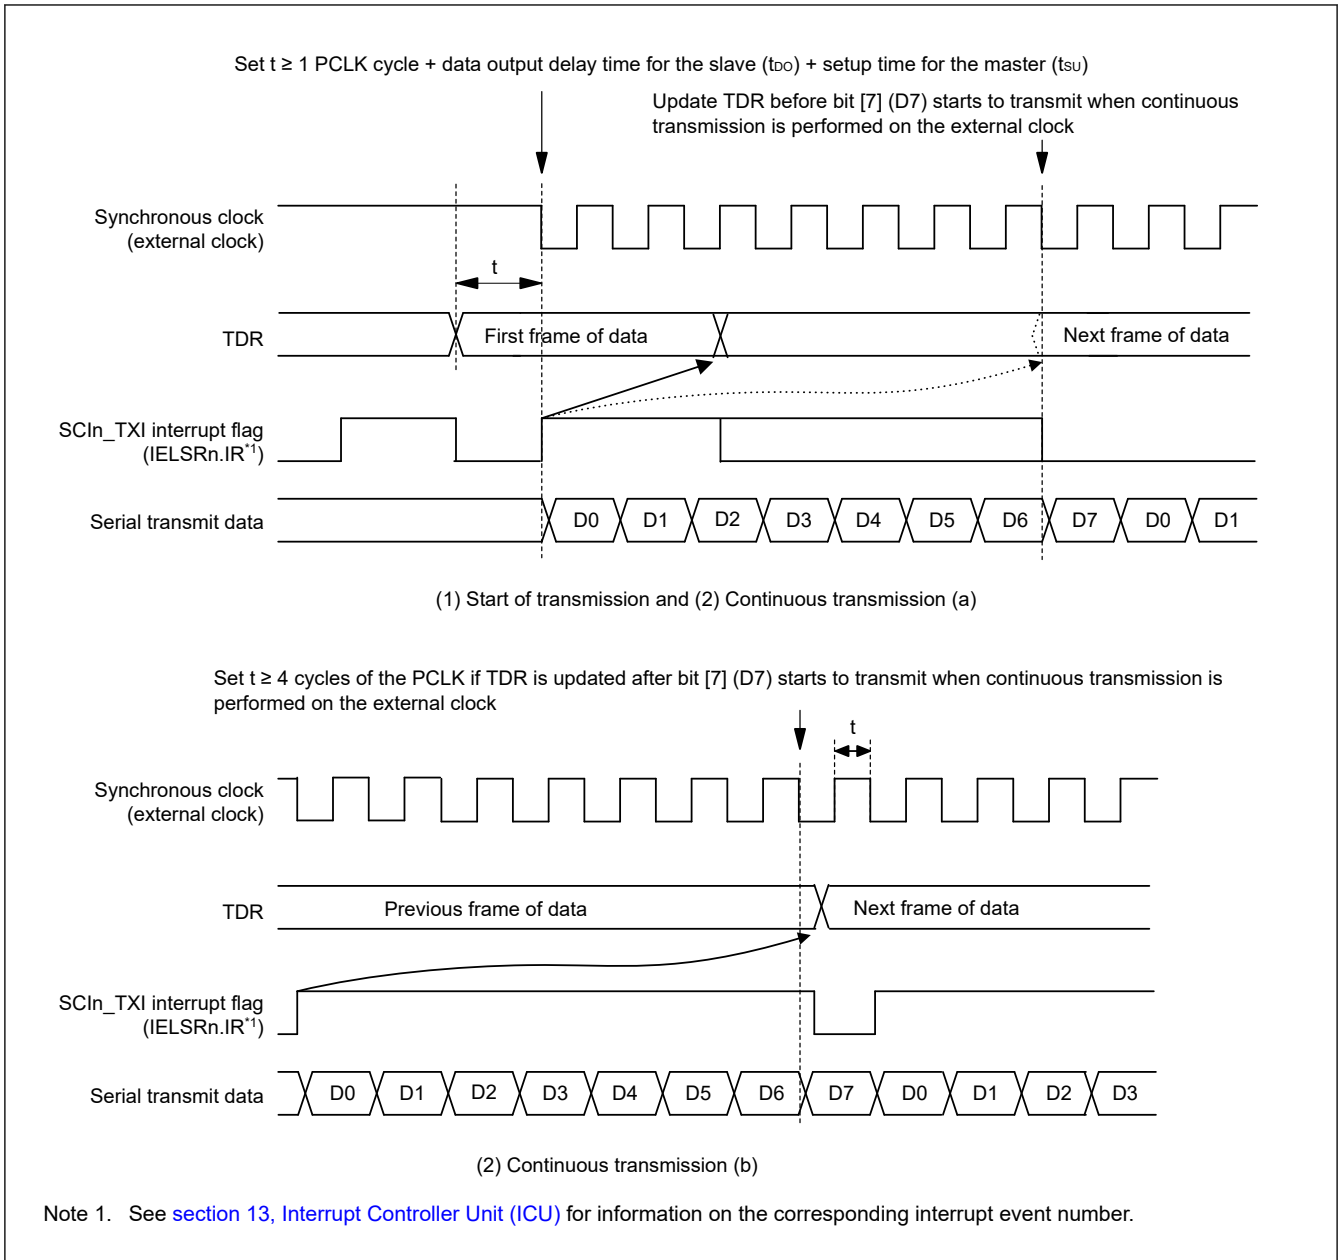 Set t ≥ 1 PCLK cycle + data output delay time for the slave (tDO) + setup time for the master (tSU)
Update TDR before bit [7] (D7) starts to transmit when continuous
transmission is performed on the external clock
Synchronous clock
(external clock)
t
TDR
First frame of data
Next frame of data
SCIn_TXI interrupt flag
(IELSRn.IR*1)
Serial transmit data
D0 D1 D2 D3 D4 D5 D6 D7 D0 D1
(1) Start of transmission and (2) Continuous transmission (a)
Set t ≥ 4 cycles of the PCLK if TDR is updated after bit [7] (D7) starts to transmit when continuous transmission is
performed on the external clock
t
Synchronous clock
(external clock)
TDR
Previous frame of data
Next frame of data
SCIn_TXI interrupt flag
(IELSRn.IR*1)
Serial transmit data
D0 D1 D2 D3 D4 D5 D6 D7 D0 D1 D2 D3
(2) Continuous transmission (b)
Note 1. See section 13, Interrupt Controller Unit (ICU) for information on the corresponding interrupt event number.